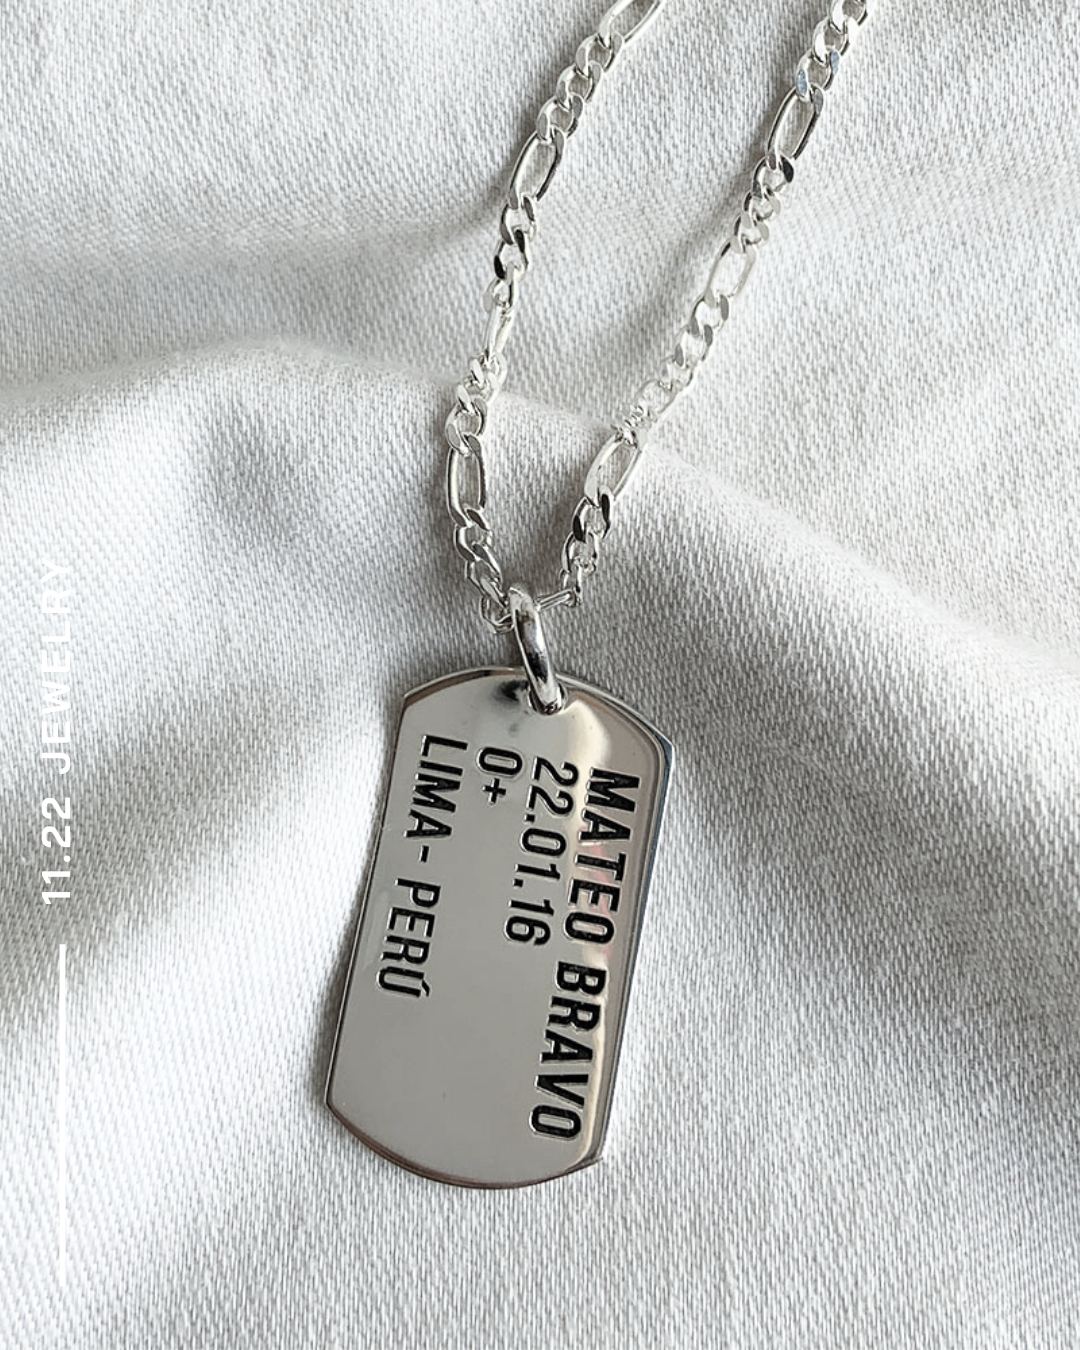 MATEO BRAVO
22.01.16
O+
LIMA- PERÚ
11.22 JEWELRY